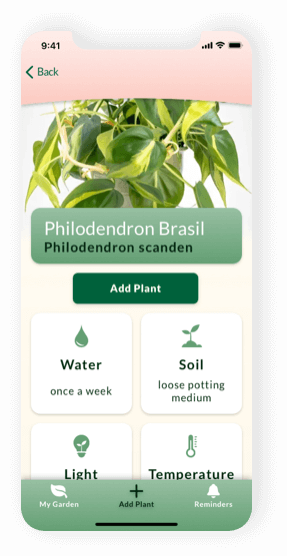 9:41
Back
Philodendron Brasil
Philodendron scanden
Add Plant
Water
Soil
once a week
loose potting
medium
Light
Temperature
My Garden
Add Plant
Reminders